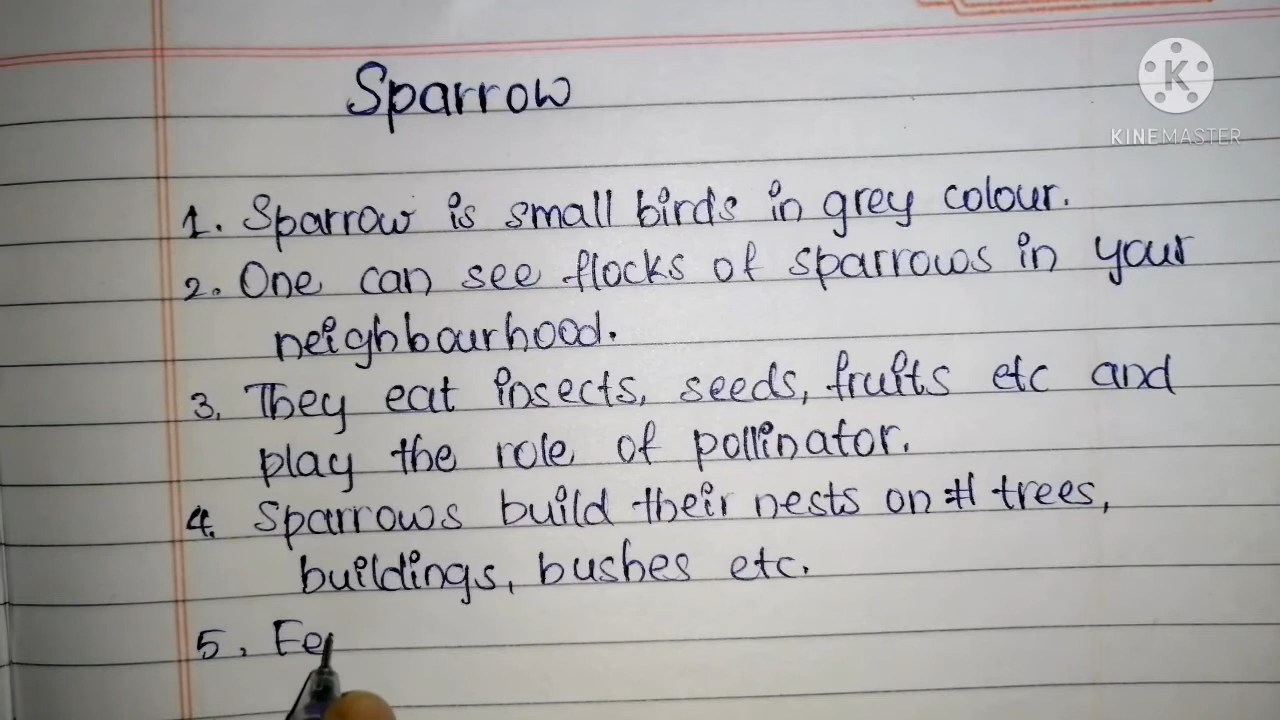 KINEMASTER
Sparrow
1. Sparrow is small birds in grey colour.
2. One can see flocks of sparrows in your
neighbourhood.
3. They eat insects, seeds, fruits etc and
play the role of pollinator.
4. Sparrows build their nests on trees,
buildings, bushes etc.
5. Fe